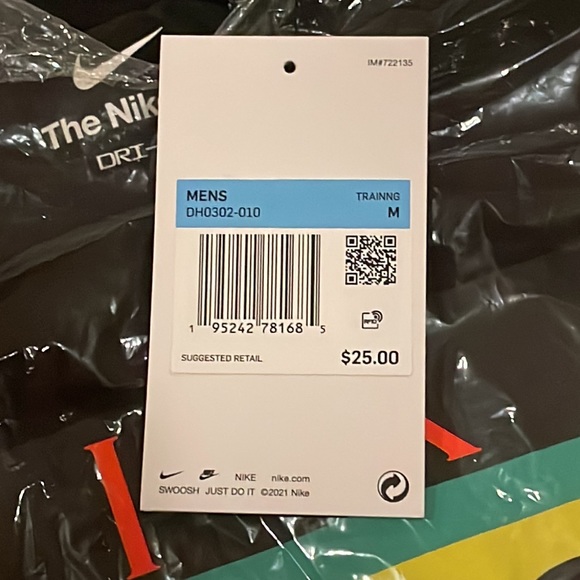 The Nik
DRI-
IM#722135
MENS
TRAINNG
DH0302-010
M
1 95242 78168 5
RFID
SUGGESTED RETAIL
$25.00
NIKE nike.com
SWOOSH JUST DO IT ©2021 Nike